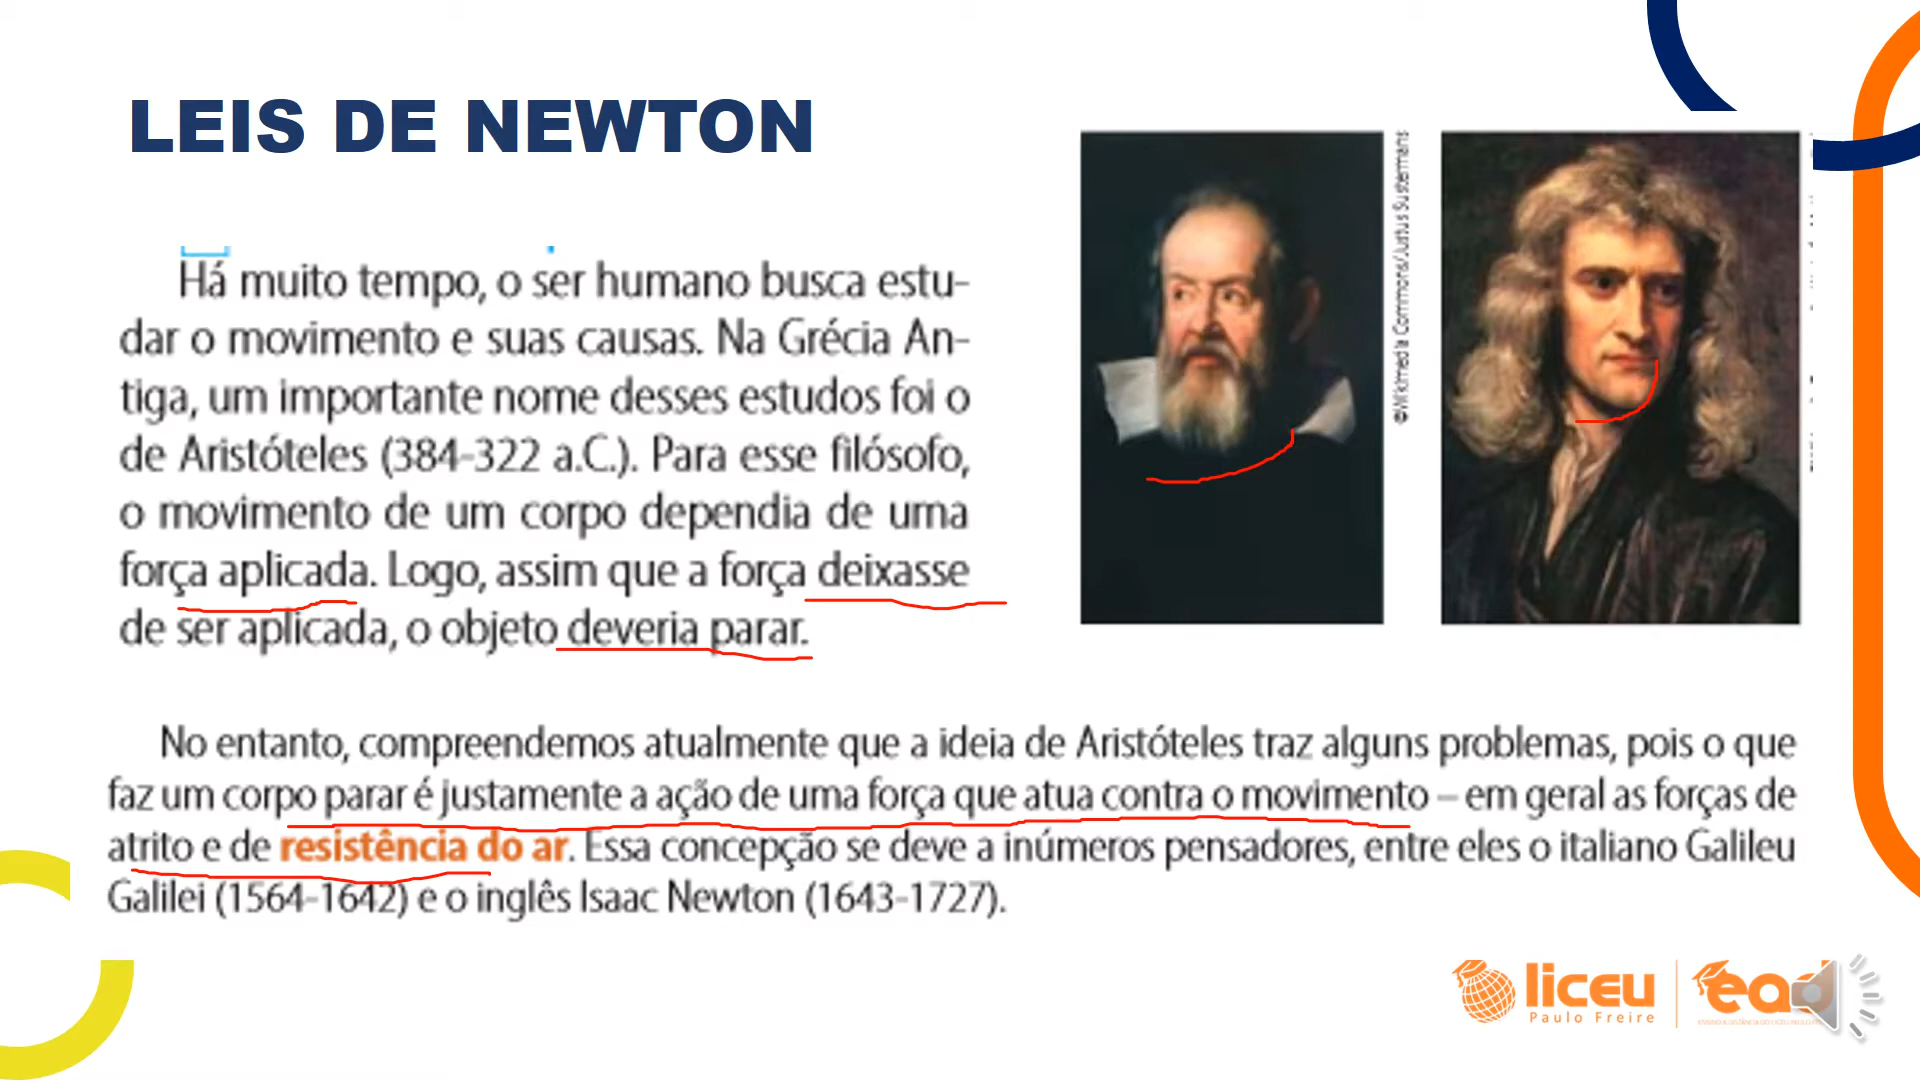 LEIS DE NEWTON
Há muito tempo, o ser humano busca estu-
dar o movimento e suas causas. Na Grécia An-
tiga, um importante nome desses estudos foi o
de Aristóteles (384-322 a.C.). Para esse filósofo,
o movimento de um corpo dependia de uma
força aplicada. Logo, assim que a força deixasse
de ser aplicada, o objeto deveria parar.
©Wikimedia Commons/Justus Sustermans
No entanto, compreendemos atualmente que a ideia de Aristóteles traz alguns problemas, pois o que
faz um corpo parar é justamente a ação de uma força que atua contra o movimento – em geral as forças de
atrito e de resistência do ar. Essa concepção se deve a inúmeros pensadores, entre eles o italiano Galileu
Galilei (1564-1642) e o inglês Isaac Newton (1643-1727).
liceu
Paulo Freire
ead